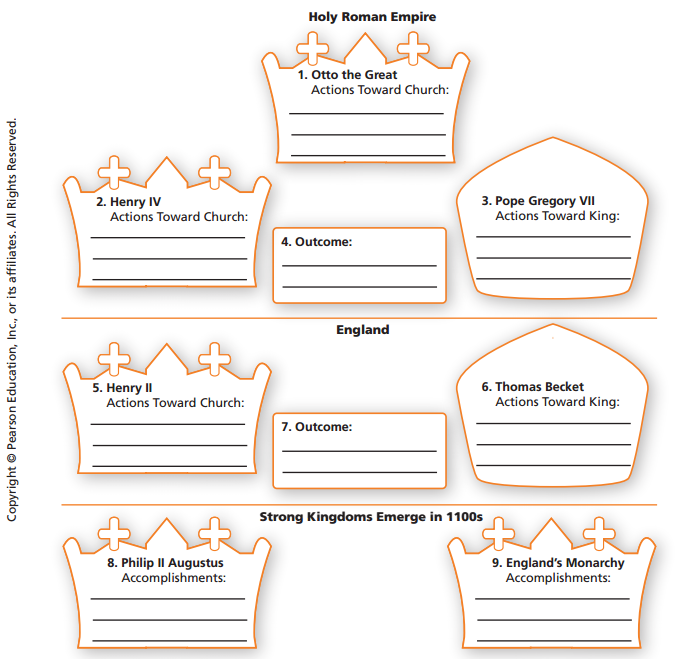 Holy Roman Empire
1. Otto the Great
Actions Toward Church:
2. Henry IV
Actions Toward Church:
3. Pope Gregory VII
Actions Toward King:
4. Outcome:
England
5. Henry II
Actions Toward Church:
6. Thomas Becket
Actions Toward King:
7. Outcome:
Strong Kingdoms Emerge in 1100s
8. Philip II Augustus
Accomplishments:
9. England's Monarchy
Accomplishments:
Copyright © Pearson Education, Inc., or its affiliates. All Rights Reserved.